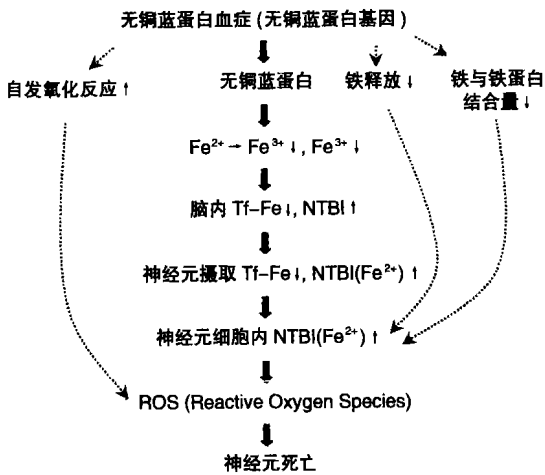 无铜蓝蛋白血症(无铜蓝蛋白基因)
自发氧化反应↑
无铜蓝蛋白
铁释放↓
铁与铁蛋白
结合量↓
Fe²⁺→Fe³⁺↓, Fe³⁺↓
脑内 Tf-Fe↓, NTBI↑
神经元摄取 Tf-Fe↓, NTBI(Fe²⁺)↑
神经元细胞内 NTBI(Fe²⁺)↑
ROS (Reactive Oxygen Species)
神经元死亡